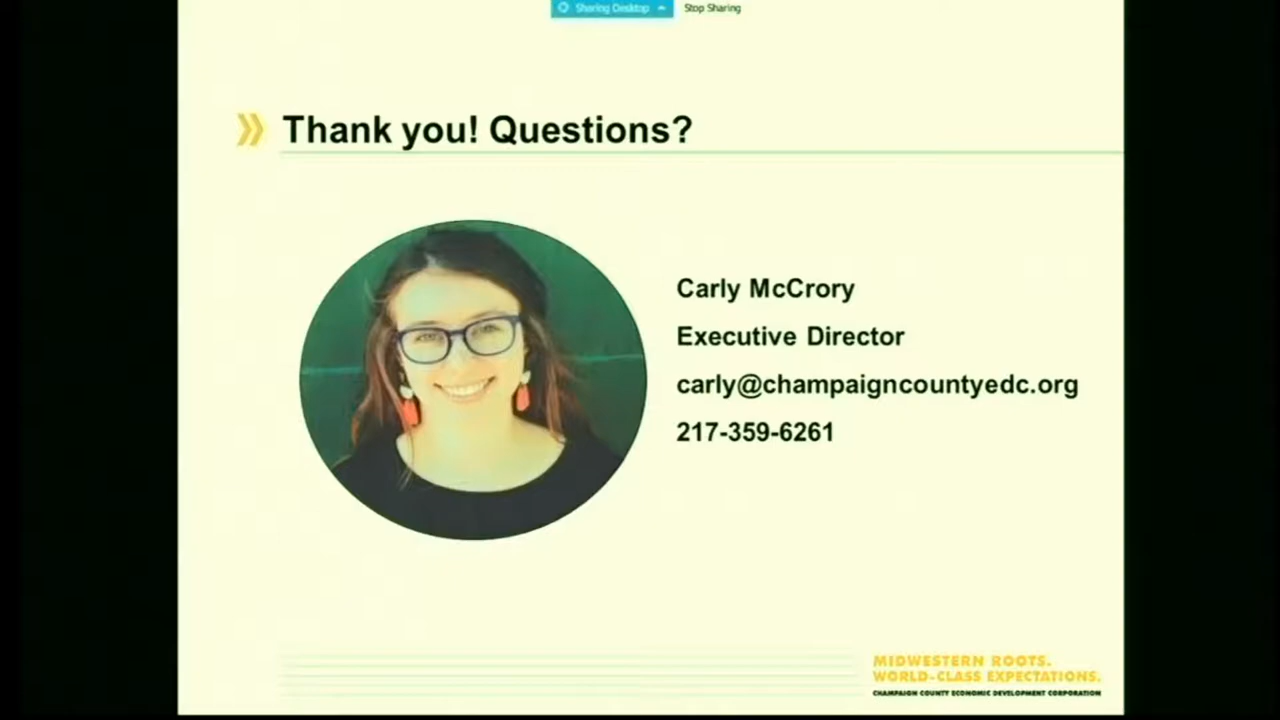 Sharing Desktop Stop Sharing
Thank you! Questions?
Carly McCrory
Executive Director
carly@champaigncountyedc.org
217-359-6261
MIDWESTERN ROOTS.
WORLD-CLASS EXPECTATIONS.
CHAMPAIGN COUNTY ECONOMIC DEVELOPMENT CORPORATION